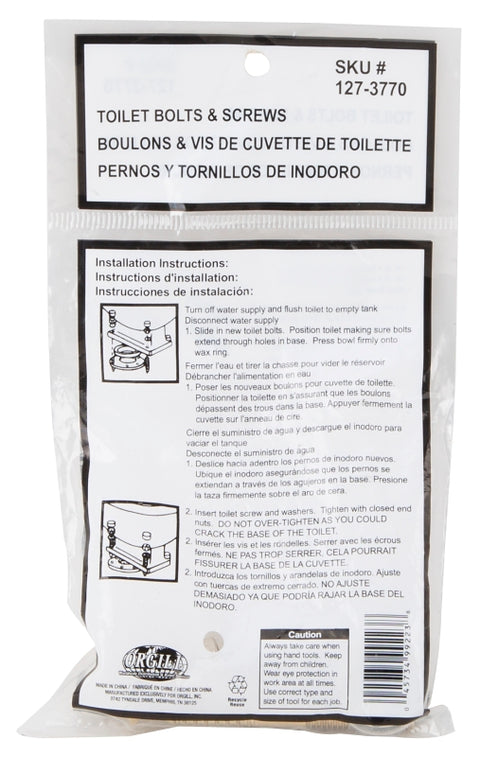 SKU #
127-3770
TOILET BOLTS & SCREWS
BOULONS & VIS DE CUVETTE DE TOILETTE
PERNOS Y TORNILLOS DE INODORO
Installation Instructions:
Instructions d'installation:
Instrucciones de instalación:
Turn off water supply and flush toilet to empty tank
Disconnect water supply
1. Slide in new toilet bolts. Position toilet making sure bolts
extend through holes in base. Press bowl firmly onto
wax ring.
Fermer l'eau et tirer la chasse pour vider le réservoir
Débrancher l'alimentation en eau
1. Poser les nouveaux boulons pour cuvette de toilette.
Positionner la toilette en s'assurant que les boulons
dépassent des trous dans la base. Appuyer fermement la
cuvette sur l'anneau de cire.
Cierre el suministro de agua y descargue el inodoro para
vaciar el tanque
Desconecte el suministro de agua
1. Deslice hacia adentro los pernos de inodoro nuevos.
Ubique el inodoro asegurándose que los pernos se
extiendan a través de los agujeros en la base. Presione
la taza firmemente sobre el aro de cera.
2. Insert toilet screw and washers. Tighten with closed end
nuts. DO NOT OVER-TIGHTEN AS YOU COULD
CRACK THE BASE OF THE TOILET.
2. Insérer les vis et les rondelles. Serrer avec les écrous
fermés. NE PAS TROP SERRER, CELA POURRAIT
FISSURER LA BASE DE LA CUVETTE.
2. Introduzca los tornillos y arandelas de inodoro. Ajuste
con tuercas de extremo cerrado. NO AJUSTE
DEMASIADO YA QUE PODRÍA RAJAR LA BASE DEL
INODORO.
ORGILL
MADE IN CHINA / FABRIQUÉ EN CHINE / HECHO EN CHINA
MANUFACTURED EXCLUSIVELY FOR ORGILL, INC.
3742 TYNDALE DRIVE, MEMPHIS, TN 38125
Recycle
Reuse
Caution
Always take care when
using hand tools. Keep
away from children.
Wear eye protection in
work area at all times.
Use correct type and
size of tool for each job.
0 45734 99223 8